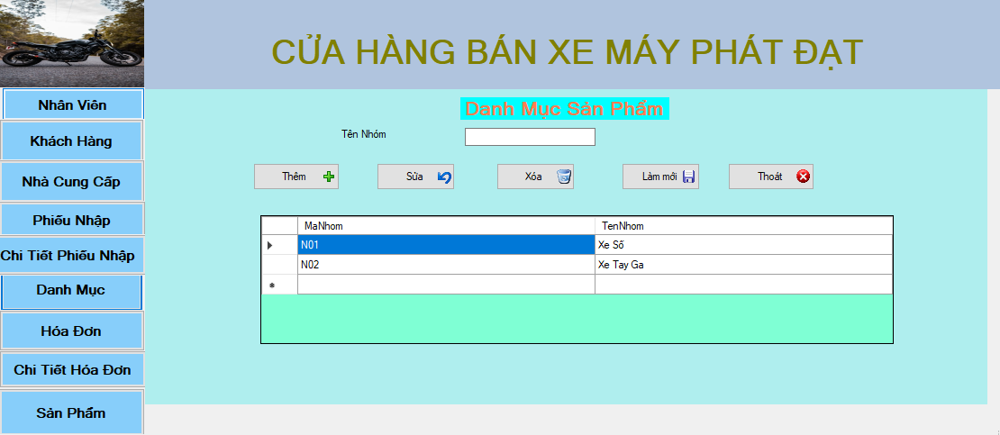 CỬA HÀNG BÁN XE MÁY PHÁT ĐẠT
Nhân Viên
Khách Hàng
Nhà Cung Cấp
Phiếu Nhập
Chi Tiết Phiếu Nhập
Danh Mục
Hóa Đơn
Chi Tiết Hóa Đơn
Sản Phẩm
Danh Mục Sản Phẩm
Tên Nhóm
Thêm Sửa Xóa Làm mới Thoát
MaNhom TenNhom
N01 Xe Số
N02 Xe Tay Ga